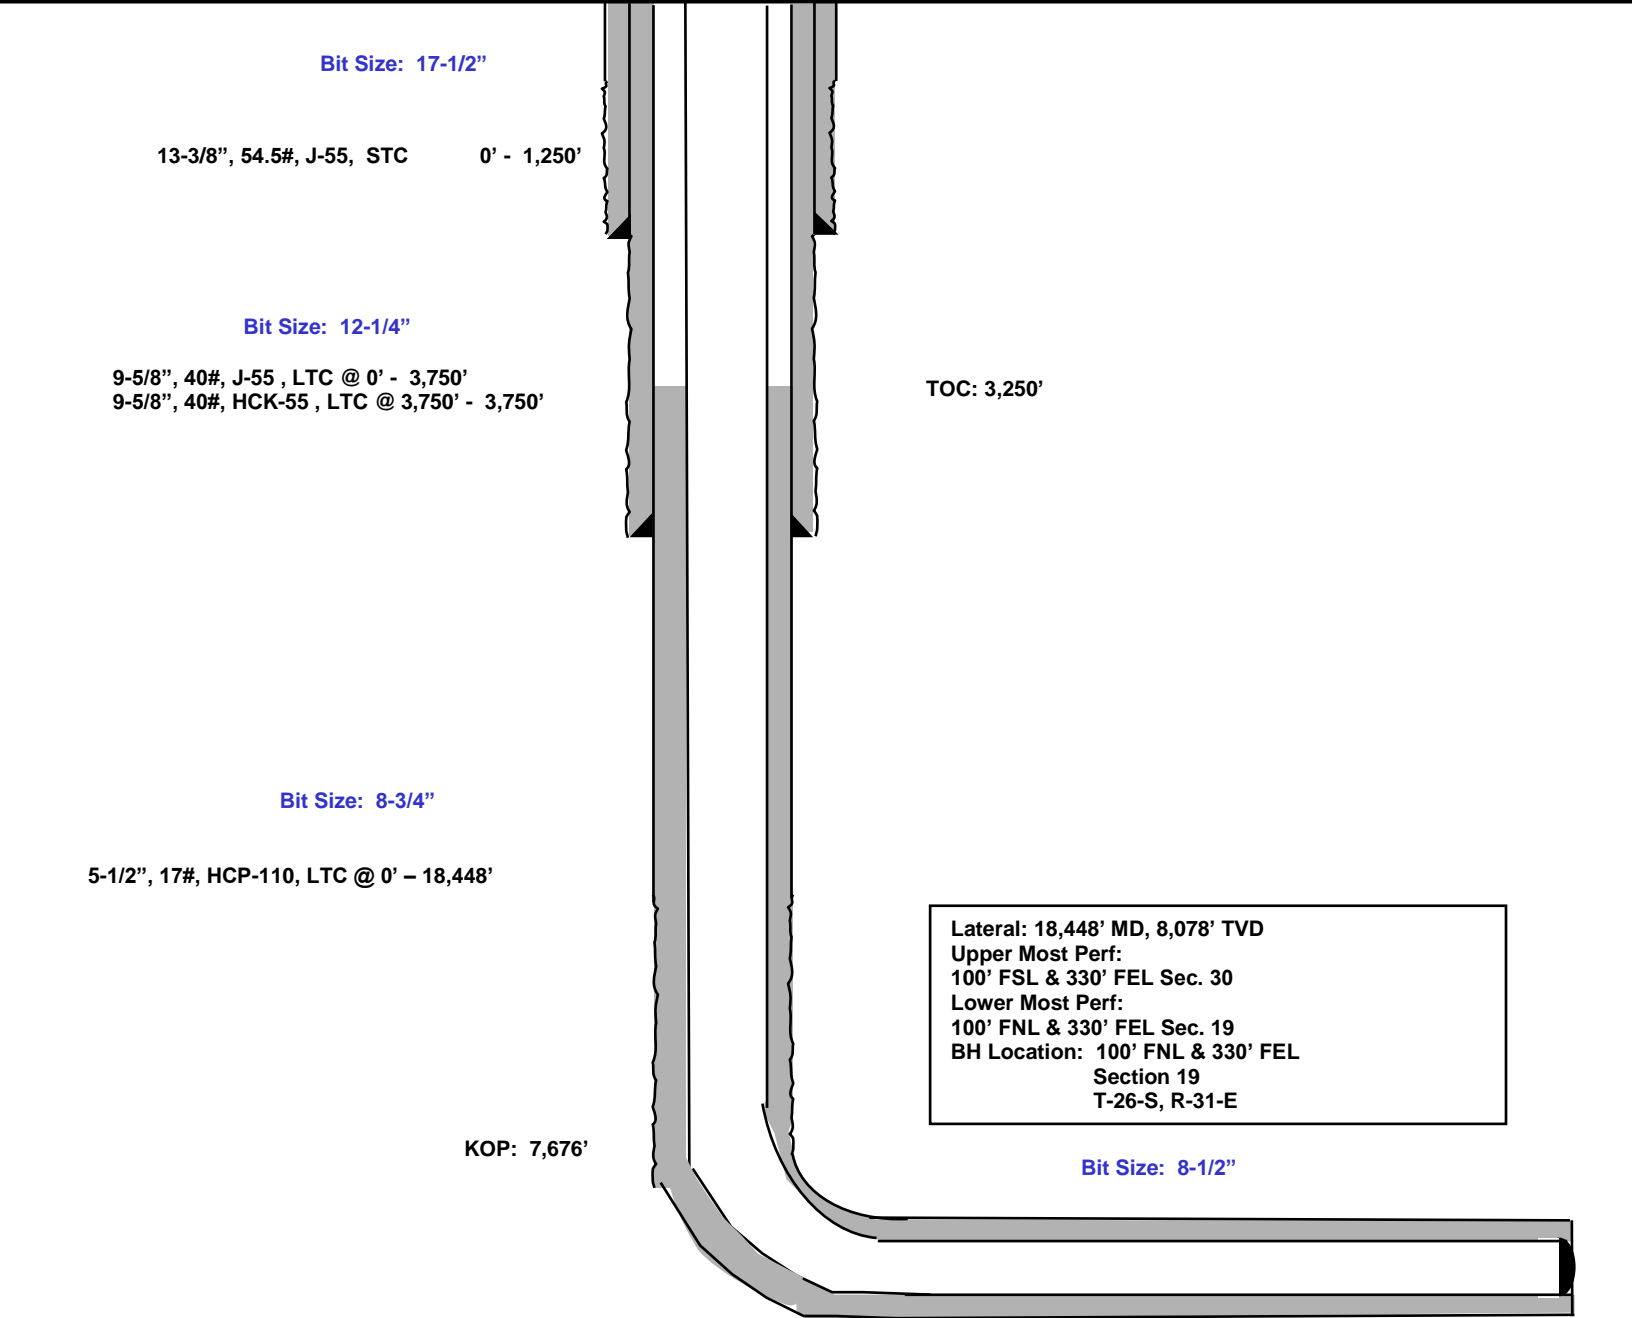 Bit Size: 17-1/2”
13-3/8”, 54.5#, J-55, STC 0’ - 1,250’
Bit Size: 12-1/4”
9-5/8”, 40#, J-55 , LTC @ 0’ - 3,750’
9-5/8”, 40#, HCK-55 , LTC @ 3,750’ - 3,750’
TOC: 3,250’
Bit Size: 8-3/4”
5-1/2”, 17#, HCP-110, LTC @ 0’ – 18,448’
Lateral: 18,448’ MD, 8,078’ TVD
Upper Most Perf:
100’ FSL & 330’ FEL Sec. 30
Lower Most Perf:
100’ FNL & 330’ FEL Sec. 19
BH Location: 100’ FNL & 330’ FEL
Section 19
T-26-S, R-31-E
KOP: 7,676’
Bit Size: 8-1/2”